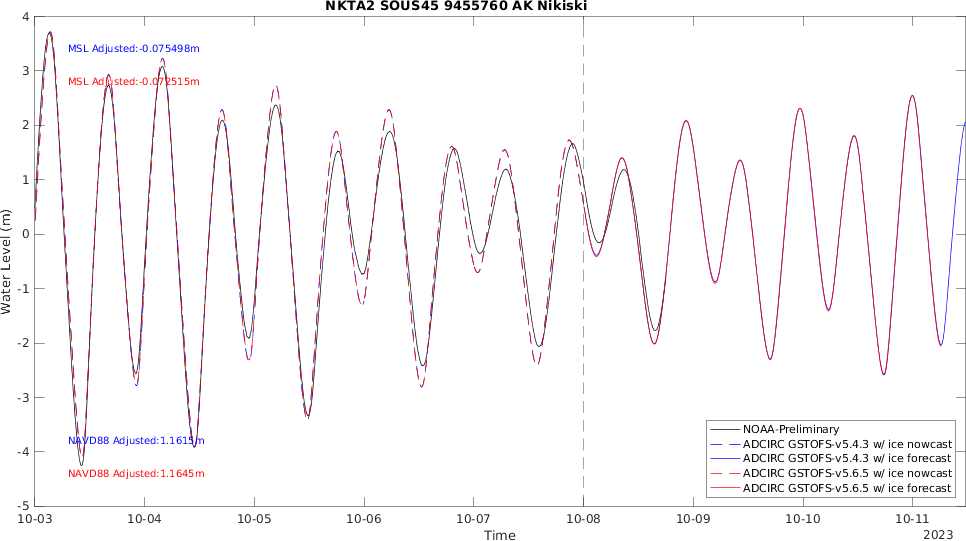 NKTA2 SOUS45 9455760 AK Nikiski
4
3
2
1
0
-1
-2
-3
-4
-5
Water Level (m)
MSL Adjusted:-0.075498m
MSL Adjusted:-0.072515m
NAVD88 Adjusted:1.1615m
NAVD88 Adjusted:1.1645m
NOAA-Preliminary
ADCIRC GSTOFS-v5.4.3 w/ ice nowcast
ADCIRC GSTOFS-v5.4.3 w/ ice forecast
ADCIRC GSTOFS-v5.6.5 w/ ice nowcast
ADCIRC GSTOFS-v5.6.5 w/ ice forecast
10-03 10-04 10-05 10-06 10-07 10-08 10-09 10-10 10-11
Time
2023